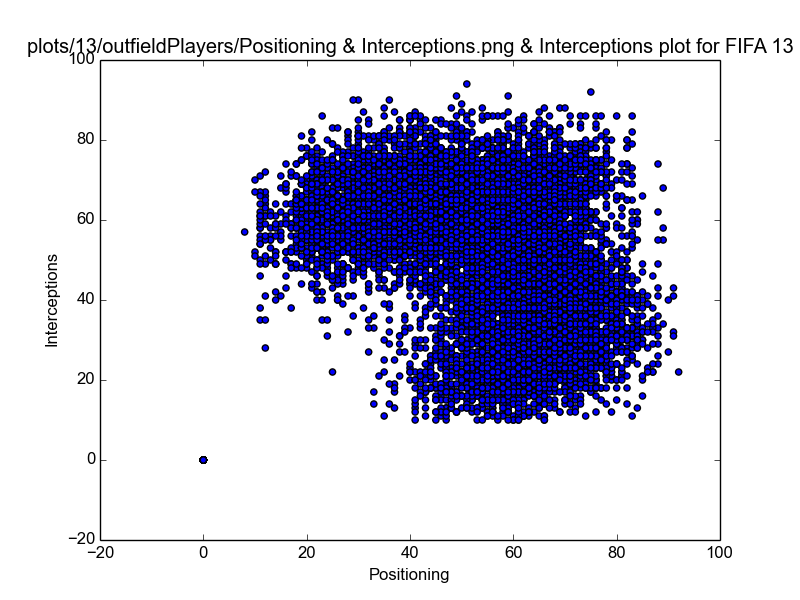 plots/13/outfieldPlayers/Positioning & Interceptions.png & Interceptions plot for FIFA 13
100
80
60
40
20
0
−20
−20 0 20 40 60 80 100
Interceptions
Positioning